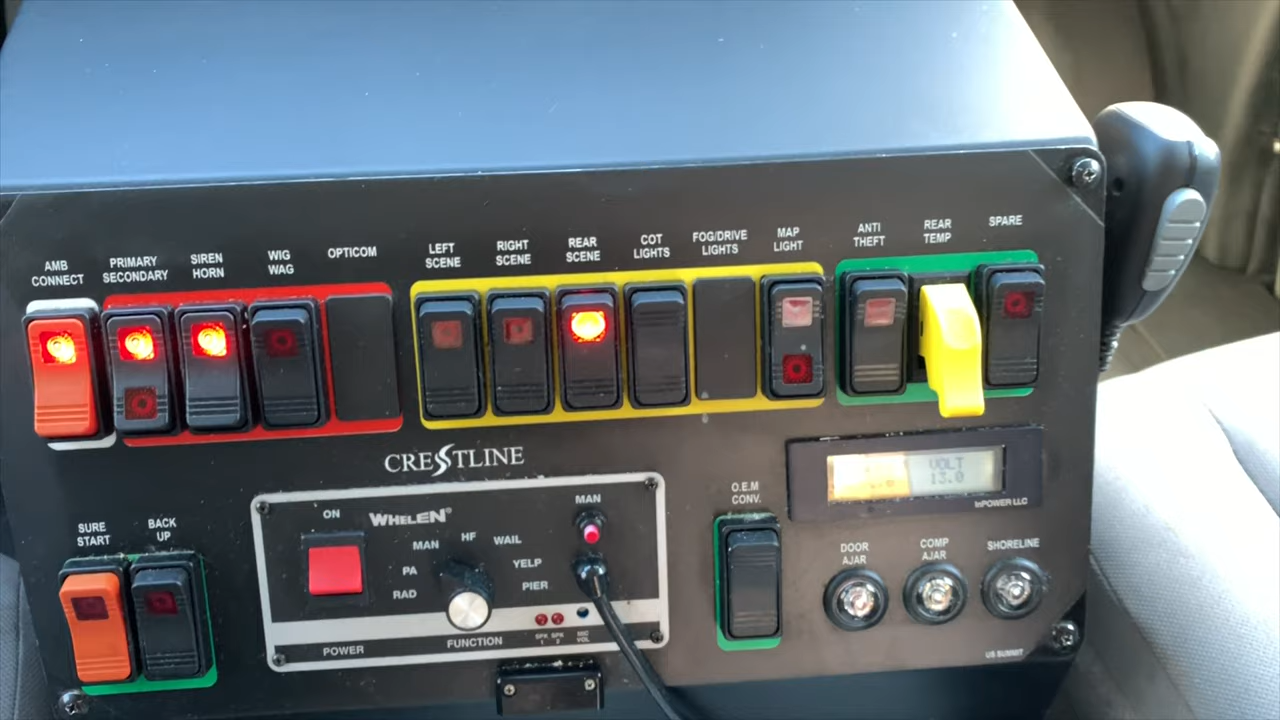 AMB
CONNECT
PRIMARY
SECONDARY
SIREN
HORN
WIG
WAG
OPTICOM
LEFT
SCENE
RIGHT
SCENE
REAR
SCENE
COT
LIGHTS
FOG/DRIVE
LIGHTS
MAP
LIGHT
ANTI
THEFT
REAR
TEMP
SPARE
CRESTLINE
VOLT
13.0
InPOWER LLC
SURE
START
BACK
UP
ON
WHELEN®
MAN
HF
WAIL
MAN
PA
YELP
RAD
PIER
POWER
FUNCTION
SPK
1
SPK
2
MIC
VOL
O.E.M
CONV.
DOOR
AJAR
COMP
AJAR
SHORELINE
US SUMMIT